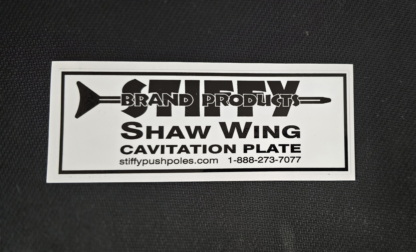 STIFFY
BRAND PRODUCTS
SHAW WING
CAVITATION PLATE
stiffypushpoles.com 1-888-273-7077